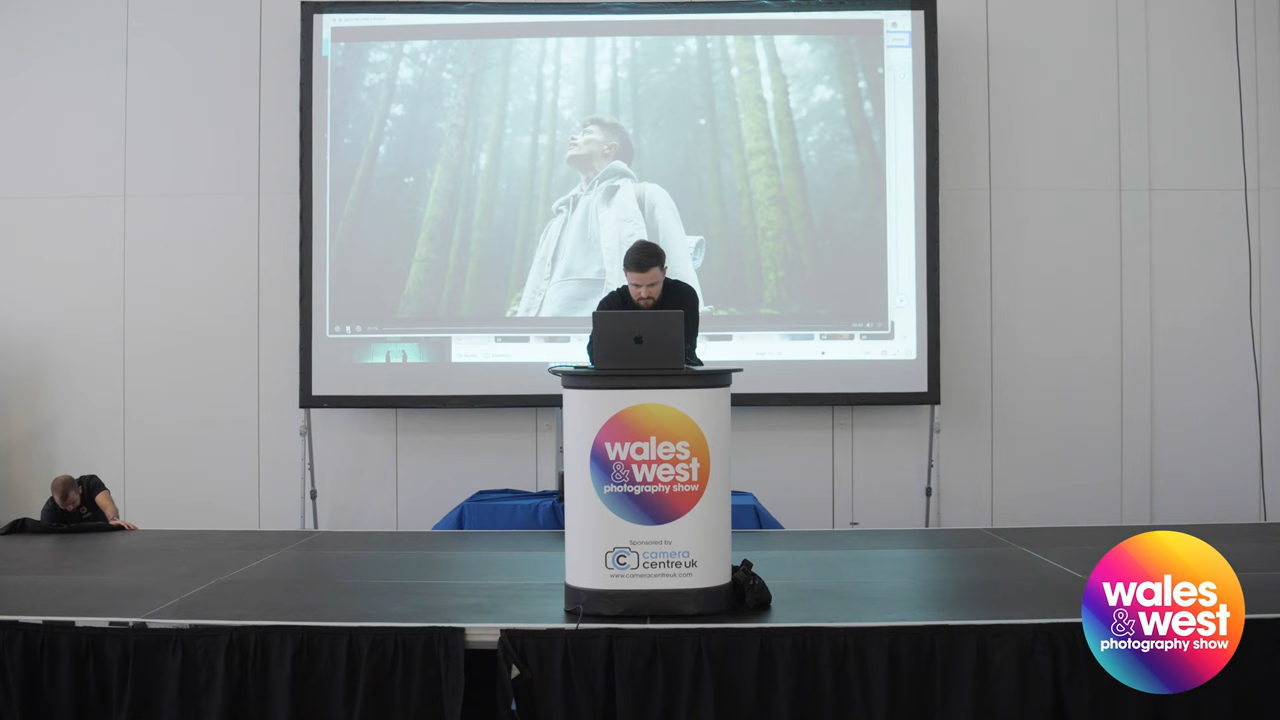 wales
& west
photography show
Sponsored by
C
camera
centre uk
www.cameracentreuk.com
wales
& west
photography show